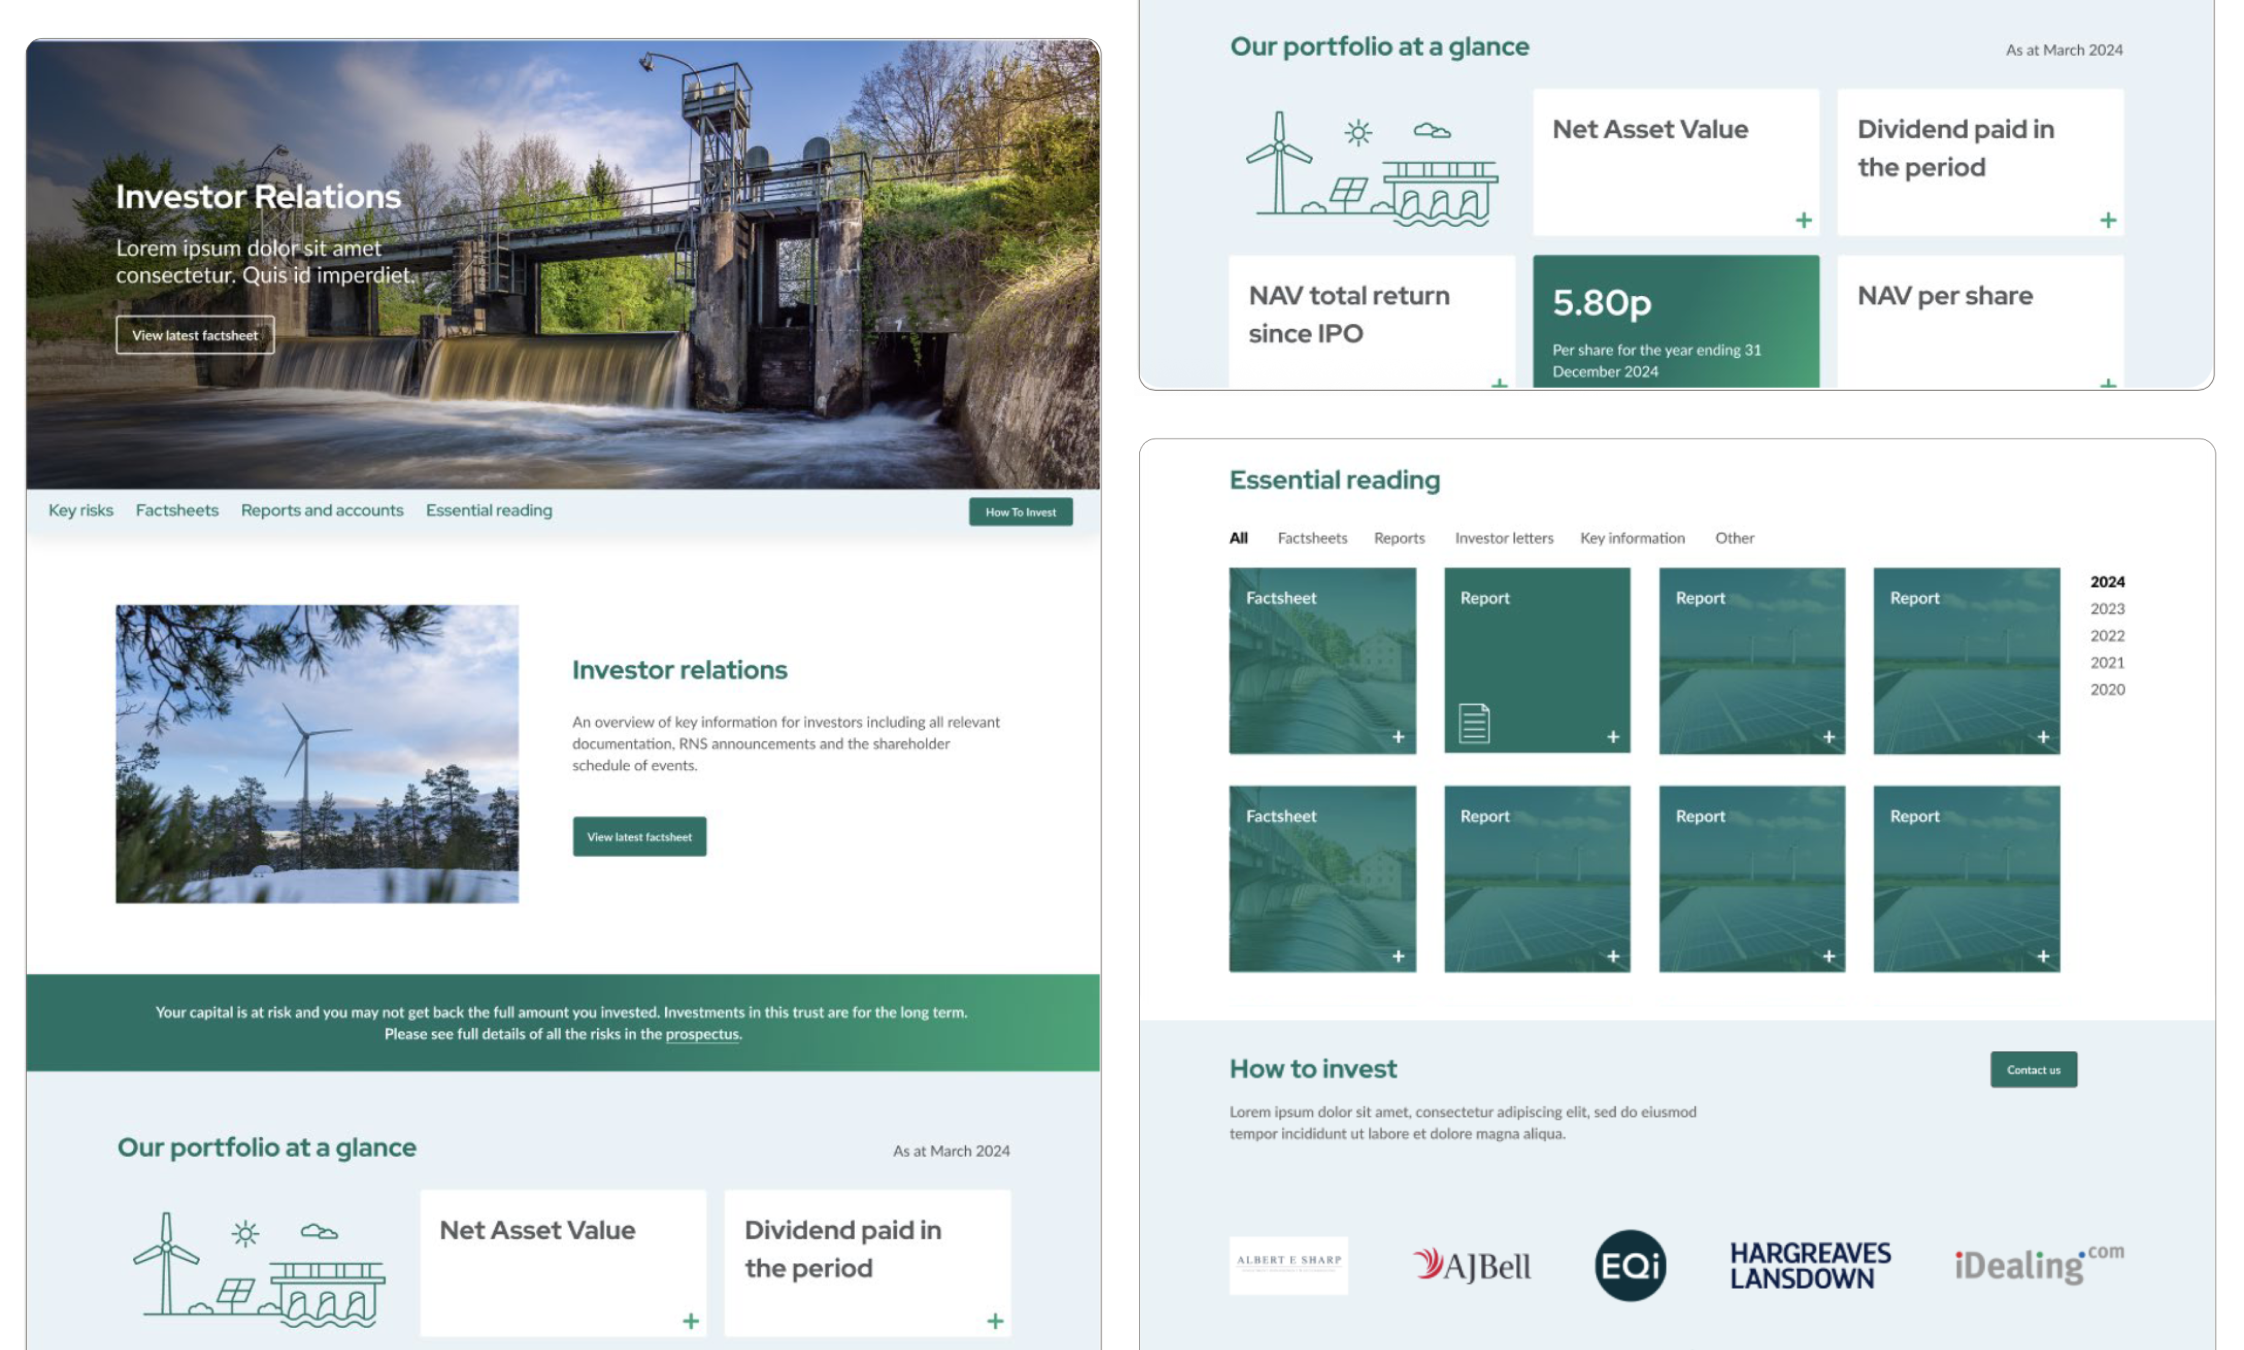 Investor Relations
Lorem ipsum dolor sit amet
consectetur. Quis id imperdiet.
View latest factsheet
Key risks Factsheets Reports and accounts Essential reading How To Invest
Investor relations
An overview of key information for investors including all relevant
documentation, RNS announcements and the shareholder
schedule of events.
View latest factsheet
Your capital is at risk and you may not get back the full amount you invested. Investments in this trust are for the long term.
Please see full details of all the risks in the prospectus.
Our portfolio at a glance As at March 2024
Net Asset Value
Dividend paid in
the period
Our portfolio at a glance As at March 2024
Net Asset Value
Dividend paid in
the period
NAV total return
since IPO
5.80p
Per share for the year ending 31
December 2024
NAV per share
Essential reading
All Factsheets Reports Investor letters Key information Other
Factsheet Report Report Report
2024
2023
2022
2021
2020
Factsheet Report Report Report
How to invest
Contact us
Lorem ipsum dolor sit amet, consectetur adipiscing elit, sed do eiusmod
tempor incididunt ut labore et dolore magna aliqua.
ALBERT E SHARP
AJBell
EQi
HARGREAVES
LANSDOWN
iDealing.com